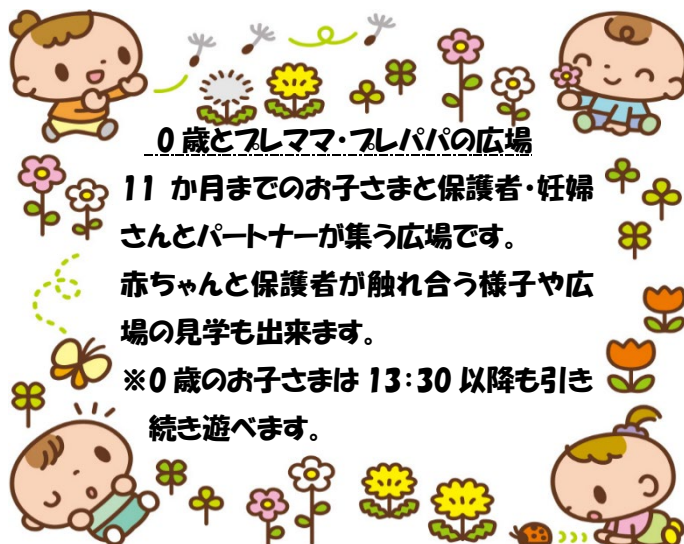 0歳とプレママ・プレパパの広場
11 か月までのお子さまと保護者・妊婦
さんとパートナーが集う広場です。
赤ちゃんと保護者が触れ合う様子や広
場の見学も出来ます。
※0歳のお子さまは 13:30 以降も引き
続き遊べます。